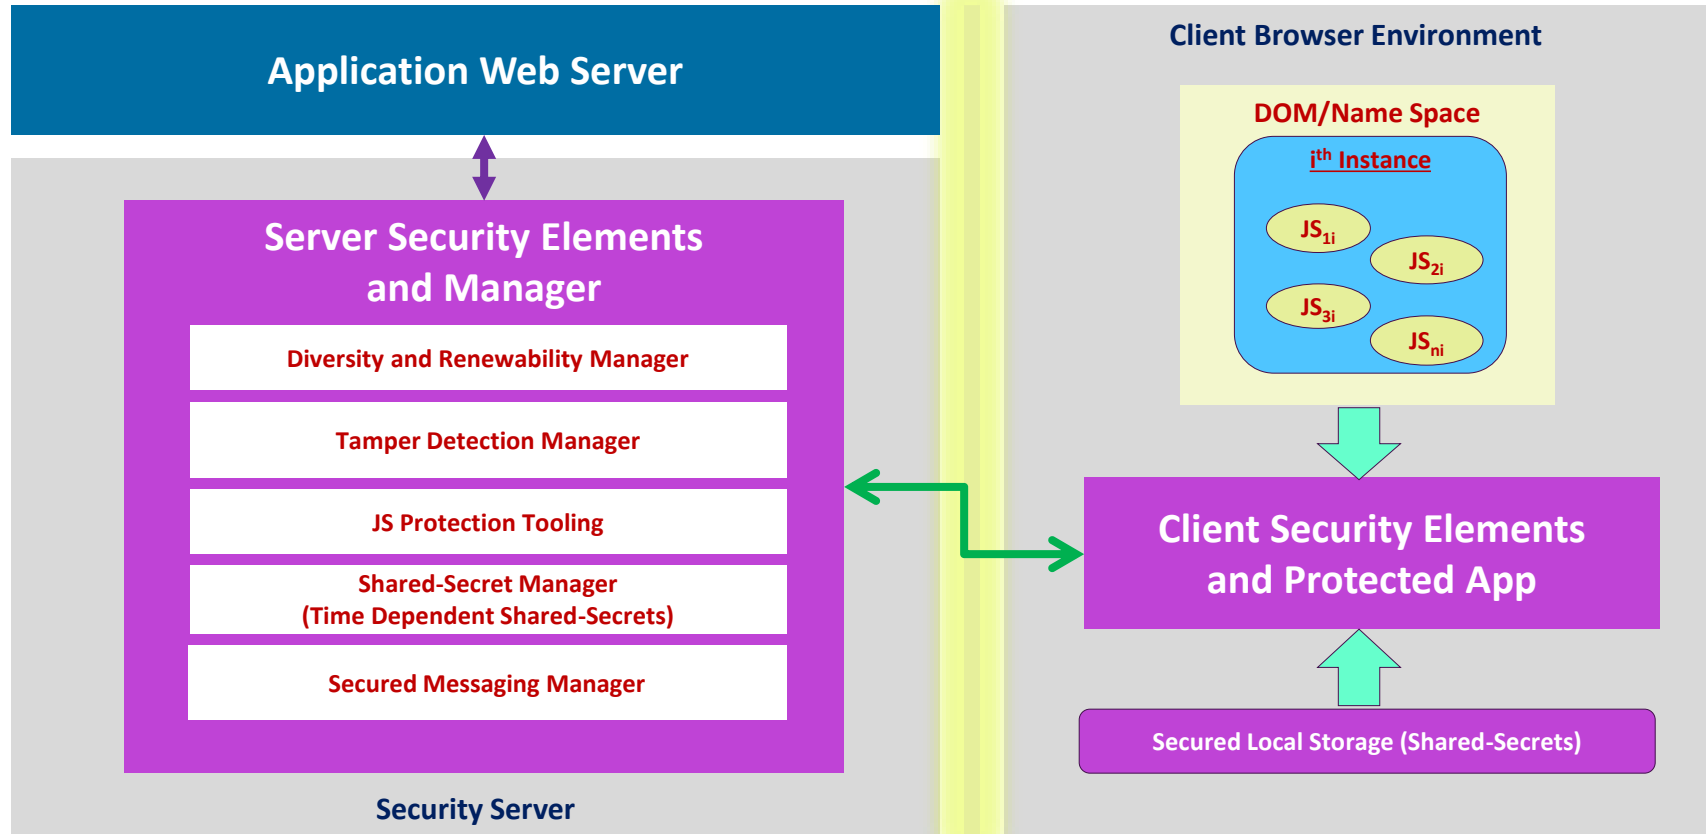 Application Web Server
Server Security Elements
and Manager
Diversity and Renewability Manager
Tamper Detection Manager
JS Protection Tooling
Shared-Secret Manager
(Time Dependent Shared-Secrets)
Secured Messaging Manager
Security Server
Client Browser Environment
DOM/Name Space
ith Instance
JS1i
JS2i
JS3i
JSni
Client Security Elements
and Protected App
Secured Local Storage (Shared-Secrets)